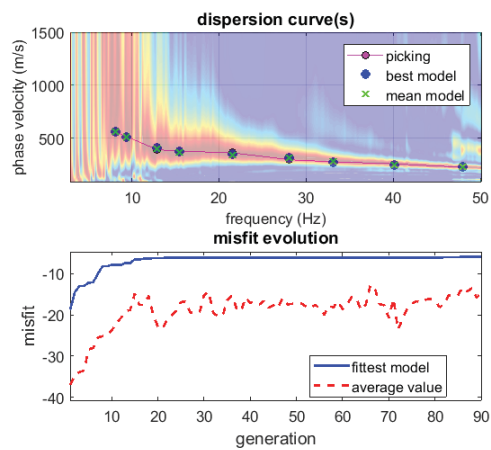 dispersion curve(s)
1500
1000
500
phase velocity (m/s)
picking
best model
mean model
10
20
30
40
50
frequency (Hz)
misfit evolution
-10
-20
-30
-40
misfit
fittest model
average value
10
20
30
40
50
60
70
80
90
generation